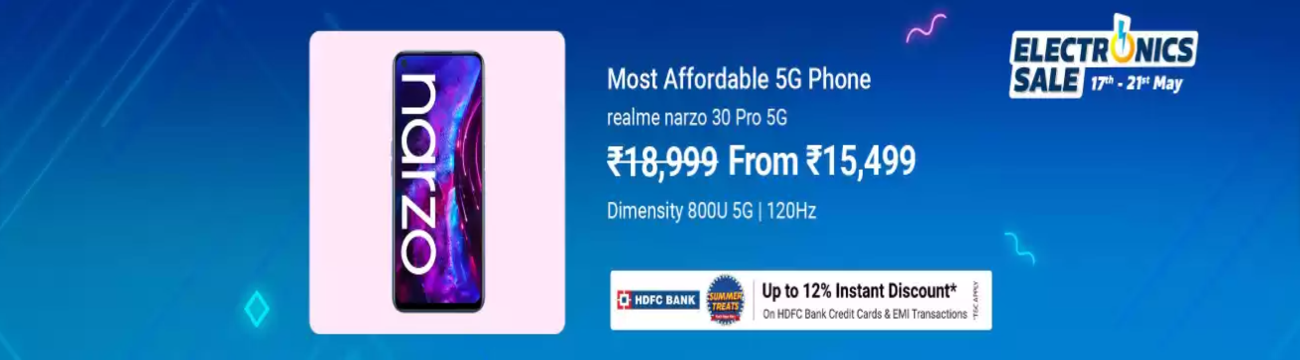 narzo
Most Affordable 5G Phone
realme narzo 30 Pro 5G
₹18,999 From ₹15,499
Dimensity 800U 5G | 120Hz
ELECTRONICS
SALE 17th - 21st May
HDFC BANK
SUMMER
TREATS
Up to 12% Instant Discount*
On HDFC Bank Credit Cards & EMI Transactions
*T&C APPLY